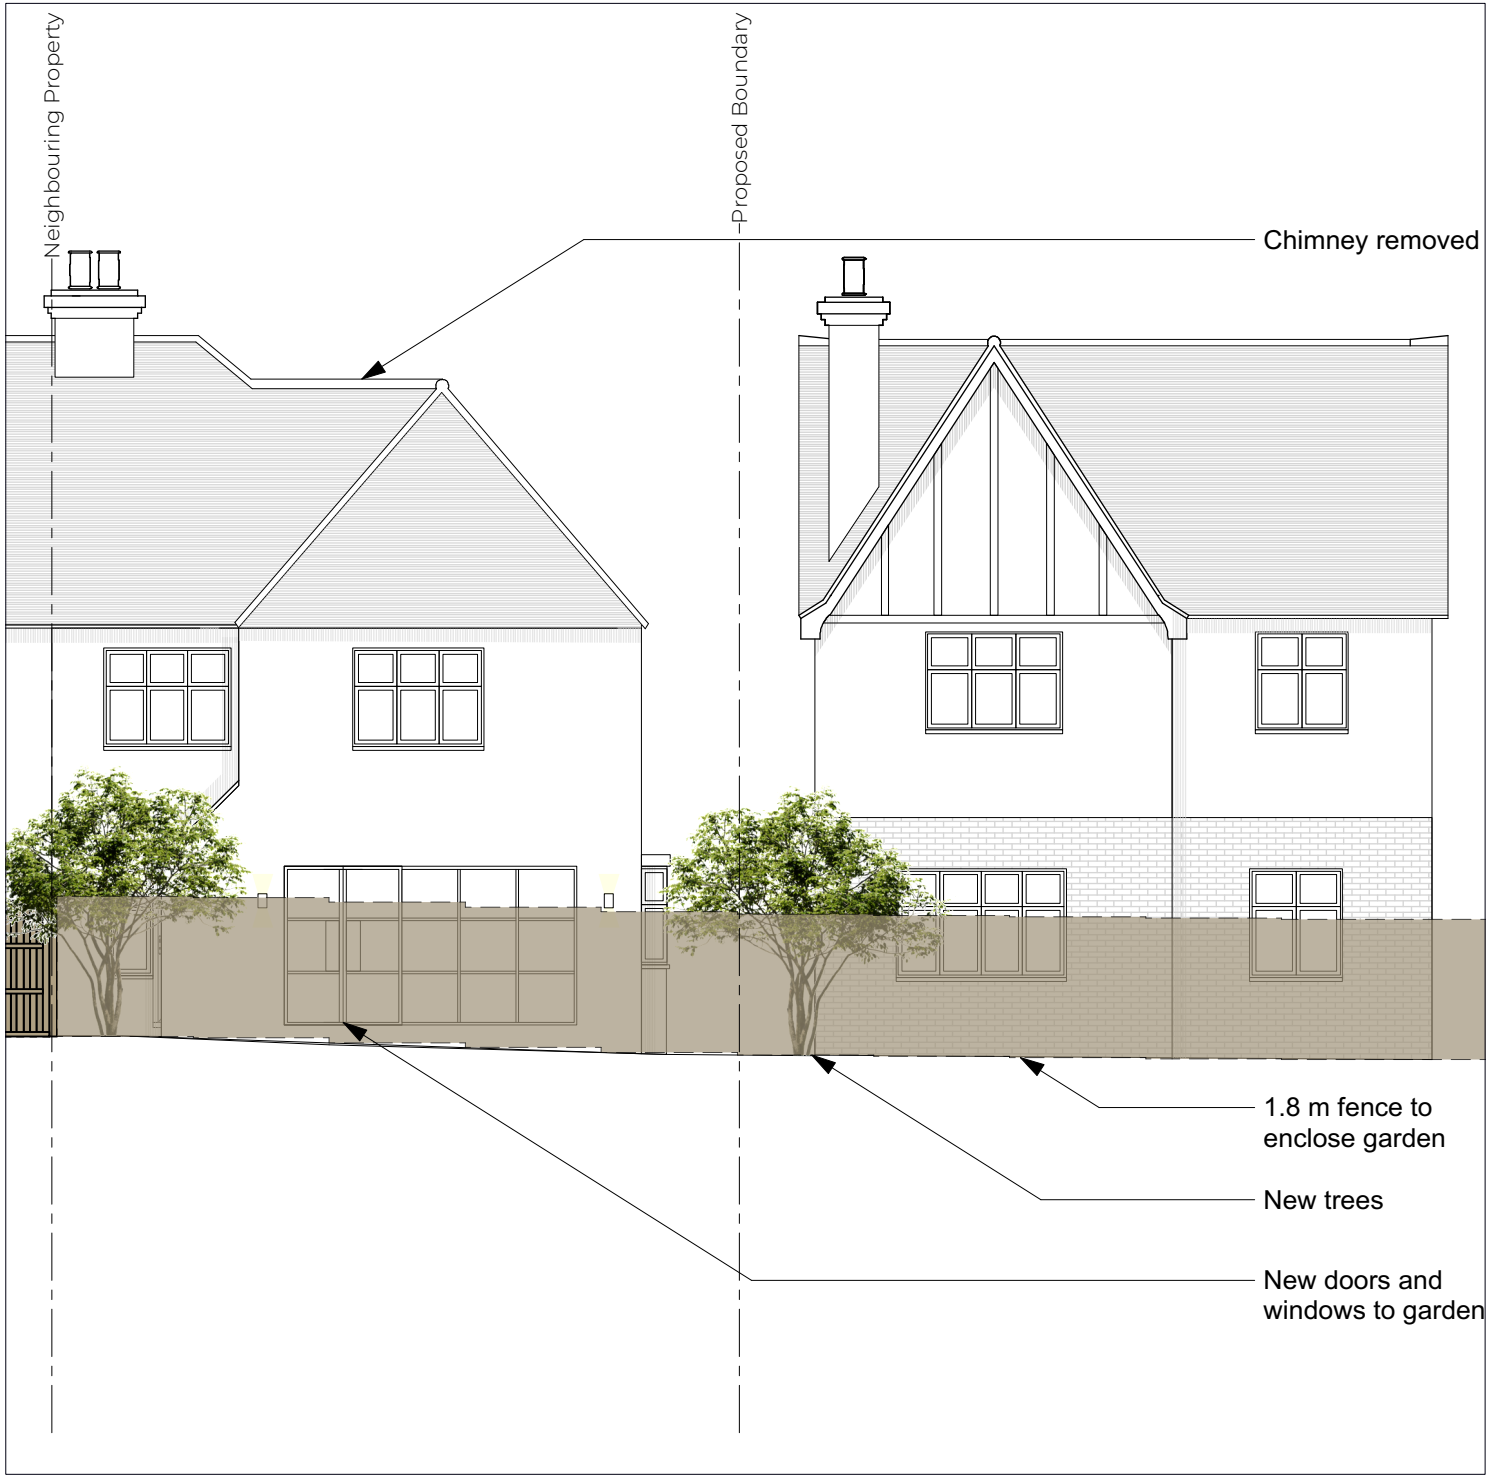 Neighbouring Property
Proposed Boundary
Chimney removed
1.8 m fence to
enclose garden
New trees
New doors and
windows to garden